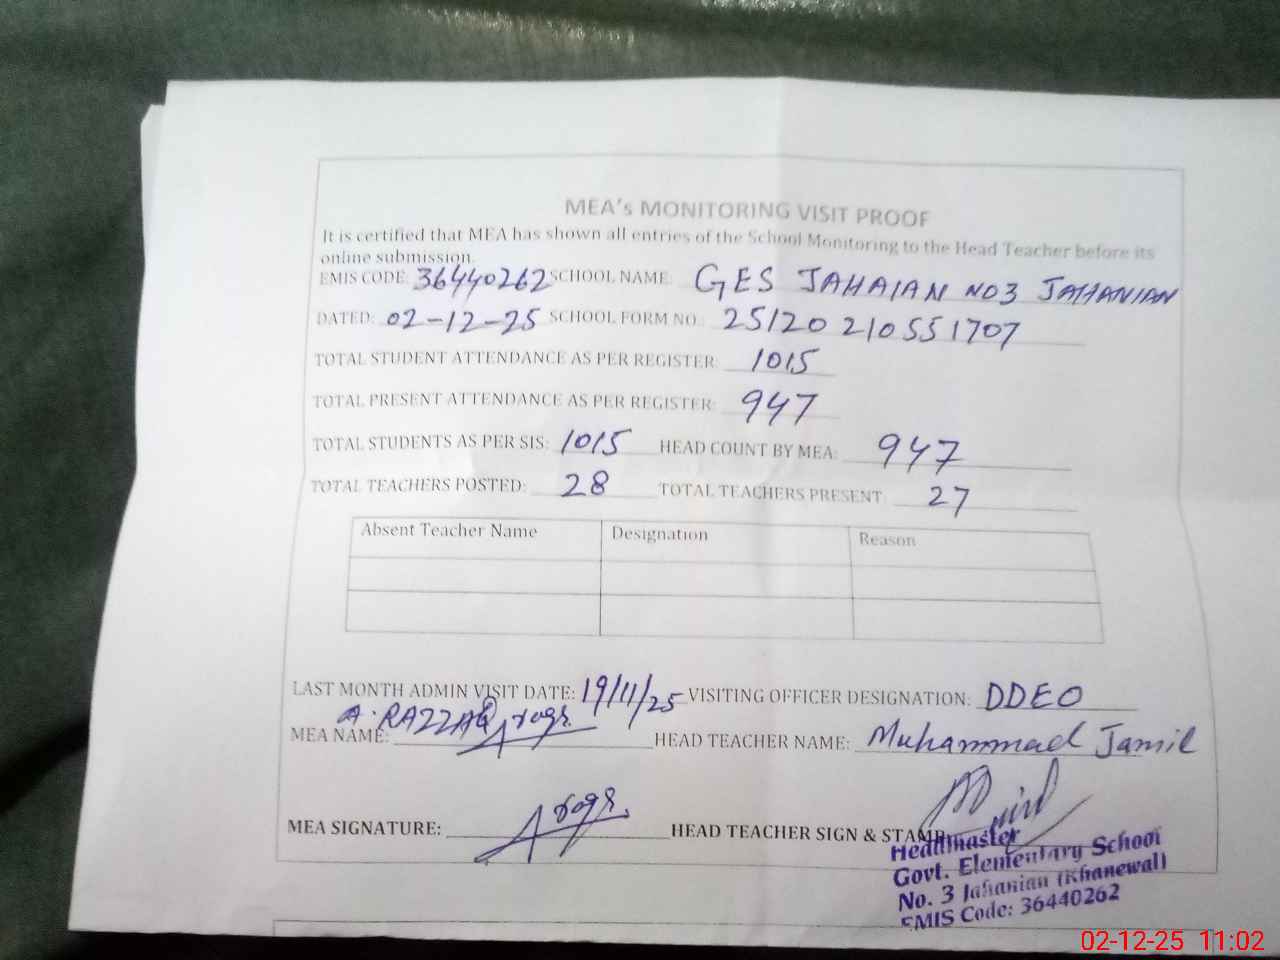 MEA's MONITORING VISIT PROOF
It is certified that MEA has shown all entries of the School Monitoring to the Head Teacher before its
online submission.
EMIS CODE: 36440262 SCHOOL NAME: GES JAHAIAN NO3 JAHANIAN
DATED: 02-12-25 SCHOOL FORM NO.: 25120210551707
TOTAL STUDENT ATTENDANCE AS PER REGISTER: 1015
TOTAL PRESENT ATTENDANCE AS PER REGISTER: 947
TOTAL STUDENTS AS PER SIS: 1015 HEAD COUNT BY MEA: 947
TOTAL TEACHERS POSTED: 28 TOTAL TEACHERS PRESENT: 27
Absent Teacher Name Designation Reason
LAST MONTH ADMIN VISIT DATE: 19/11/25 VISITING OFFICER DESIGNATION: DDEO
MEA NAME: A. RAZZAQ HEAD TEACHER NAME: Muhammad Jamil
MEA SIGNATURE: HEAD TEACHER SIGN & STAMP
Headmaster
Govt. Elementary School
No. 3 Jahanian (Khanewal)
EMIS Code: 36440262
02-12-25 11:02